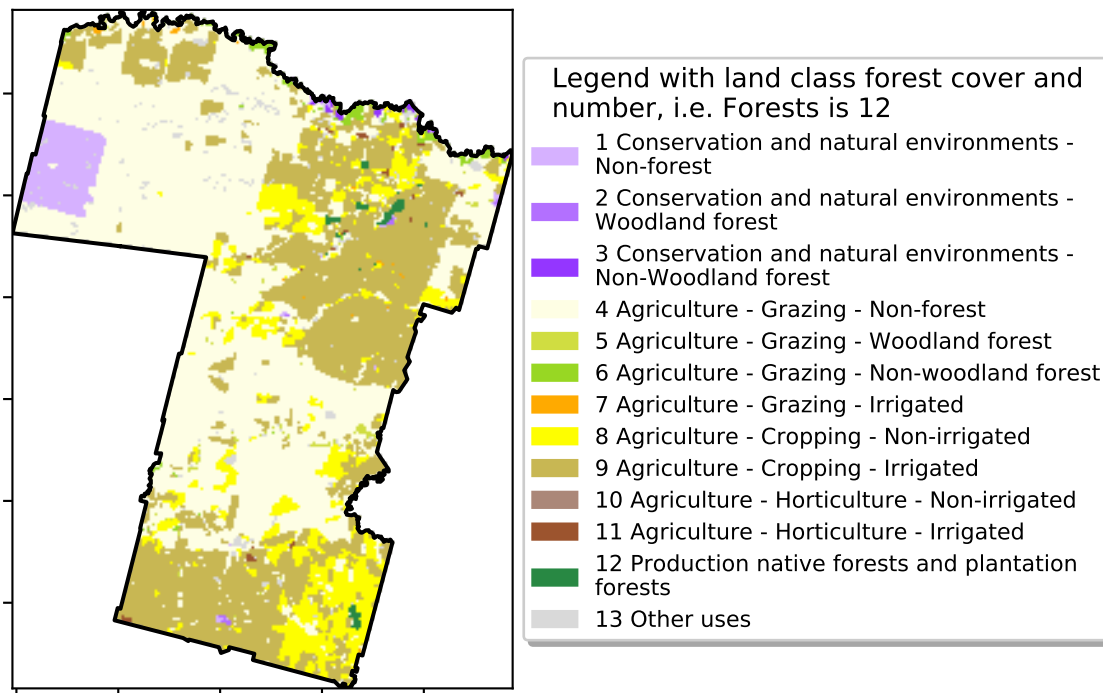 Legend with land class forest cover and
number, i.e. Forests is 12
1 Conservation and natural environments -
Non-forest
2 Conservation and natural environments -
Woodland forest
3 Conservation and natural environments -
Non-Woodland forest
4 Agriculture - Grazing - Non-forest
5 Agriculture - Grazing - Woodland forest
6 Agriculture - Grazing - Non-woodland forest
7 Agriculture - Grazing - Irrigated
8 Agriculture - Cropping - Non-irrigated
9 Agriculture - Cropping - Irrigated
10 Agriculture - Horticulture - Non-irrigated
11 Agriculture - Horticulture - Irrigated
12 Production native forests and plantation
forests
13 Other uses